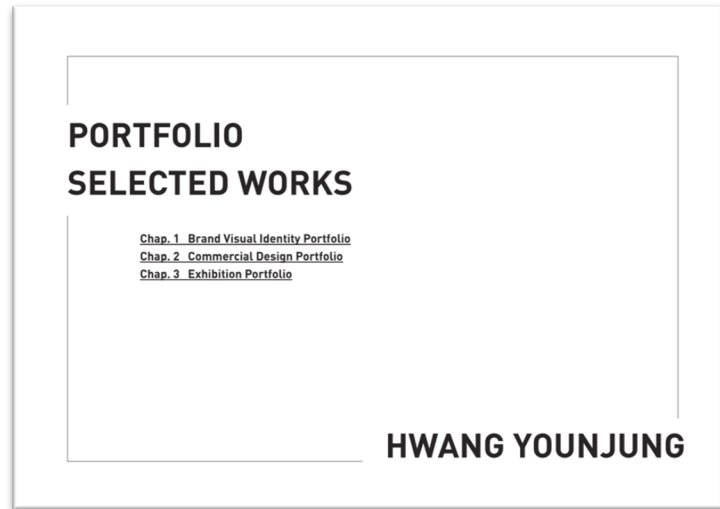 PORTFOLIO
SELECTED WORKS
Chap. 1 Brand Visual Identity Portfolio
Chap. 2 Commercial Design Portfolio
Chap. 3 Exhibition Portfolio
HWANG YOUNJUNG